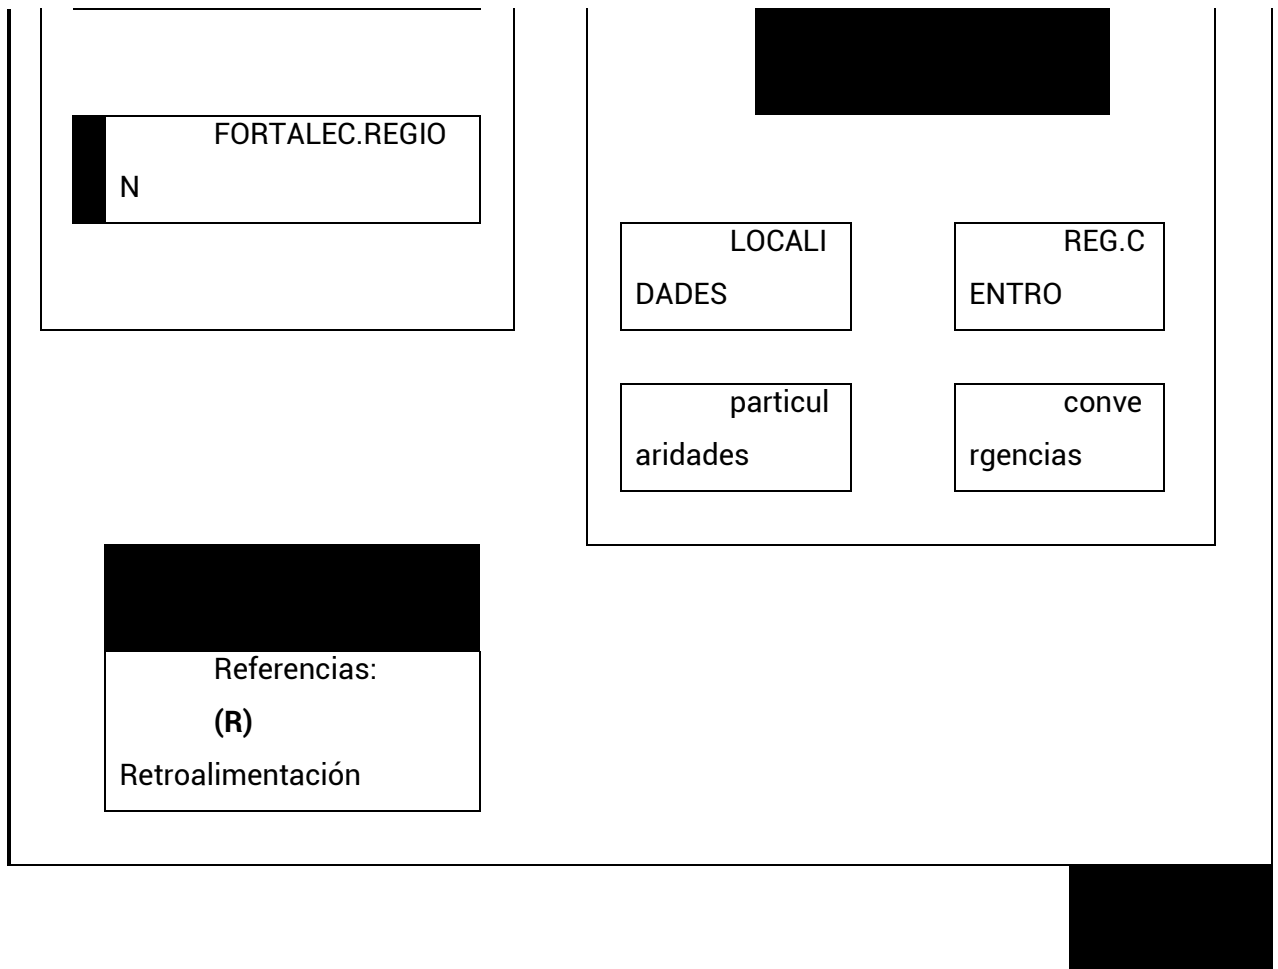 FORTALEC.REGIO
N
LOCALI
DADES
REG.C
ENTRO
particul
aridades
conve
rgencias
Referencias:
(R)
Retroalimentación